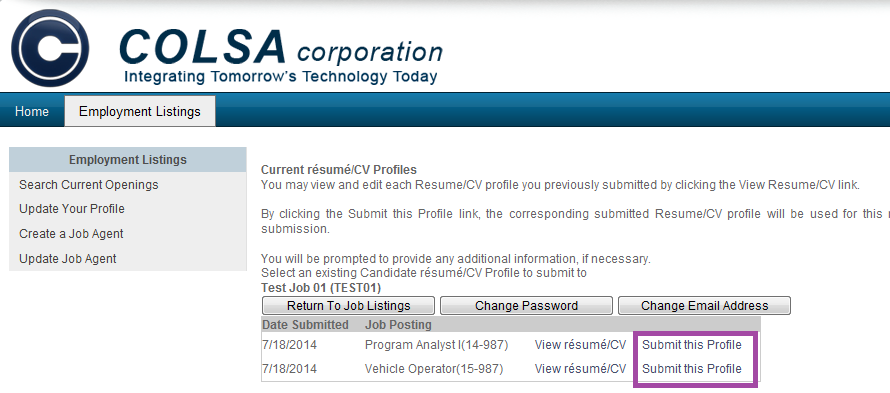 C COLSA corporation
Integrating Tomorrow's Technology Today
Home Employment Listings
Employment Listings
Search Current Openings
Update Your Profile
Create a Job Agent
Update Job Agent
Current résumé/CV Profiles
You may view and edit each Resume/CV profile you previously submitted by clicking the View Resume/CV link.
By clicking the Submit this Profile link, the corresponding submitted Resume/CV profile will be used for this
submission.
You will be prompted to provide any additional information, if necessary.
Select an existing Candidate résumé/CV Profile to submit to
Test Job 01 (TEST01)
Return To Job Listings Change Password Change Email Address
Date Submitted Job Posting
7/18/2014 Program Analyst I(14-987) View résumé/CV Submit this Profile
7/18/2014 Vehicle Operator(15-987) View résumé/CV Submit this Profile